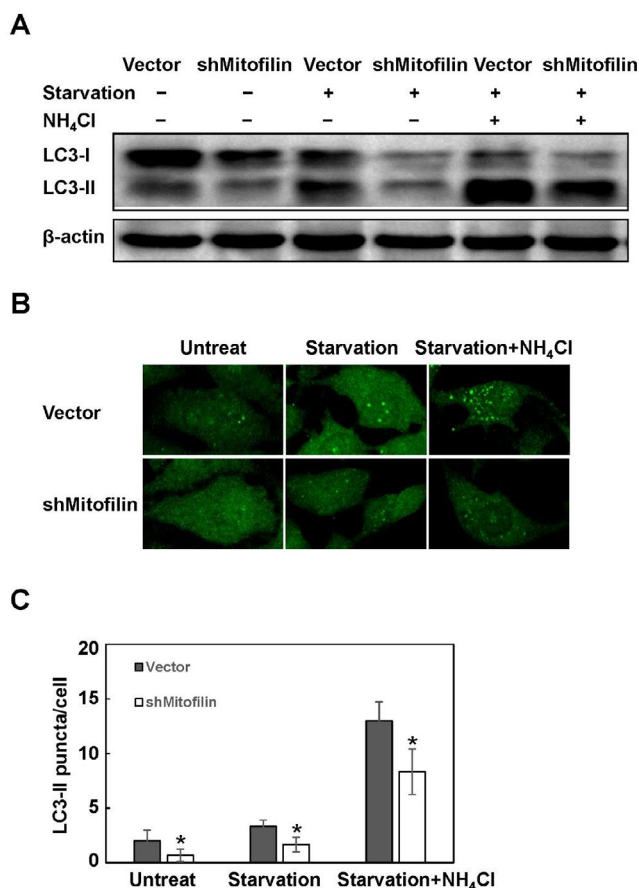 A
Vector shMitofilin Vector shMitofilin Vector shMitofilin
Starvation – – + + + +
NH₄Cl – – – – + +
LC3-I
LC3-II
β-actin
B
Untreat Starvation Starvation+NH₄Cl
Vector
shMitofilin
C
LC3-II puncta/cell
20
15
10
5
0
Vector
shMitofilin
* * *
Untreat Starvation Starvation+NH₄Cl